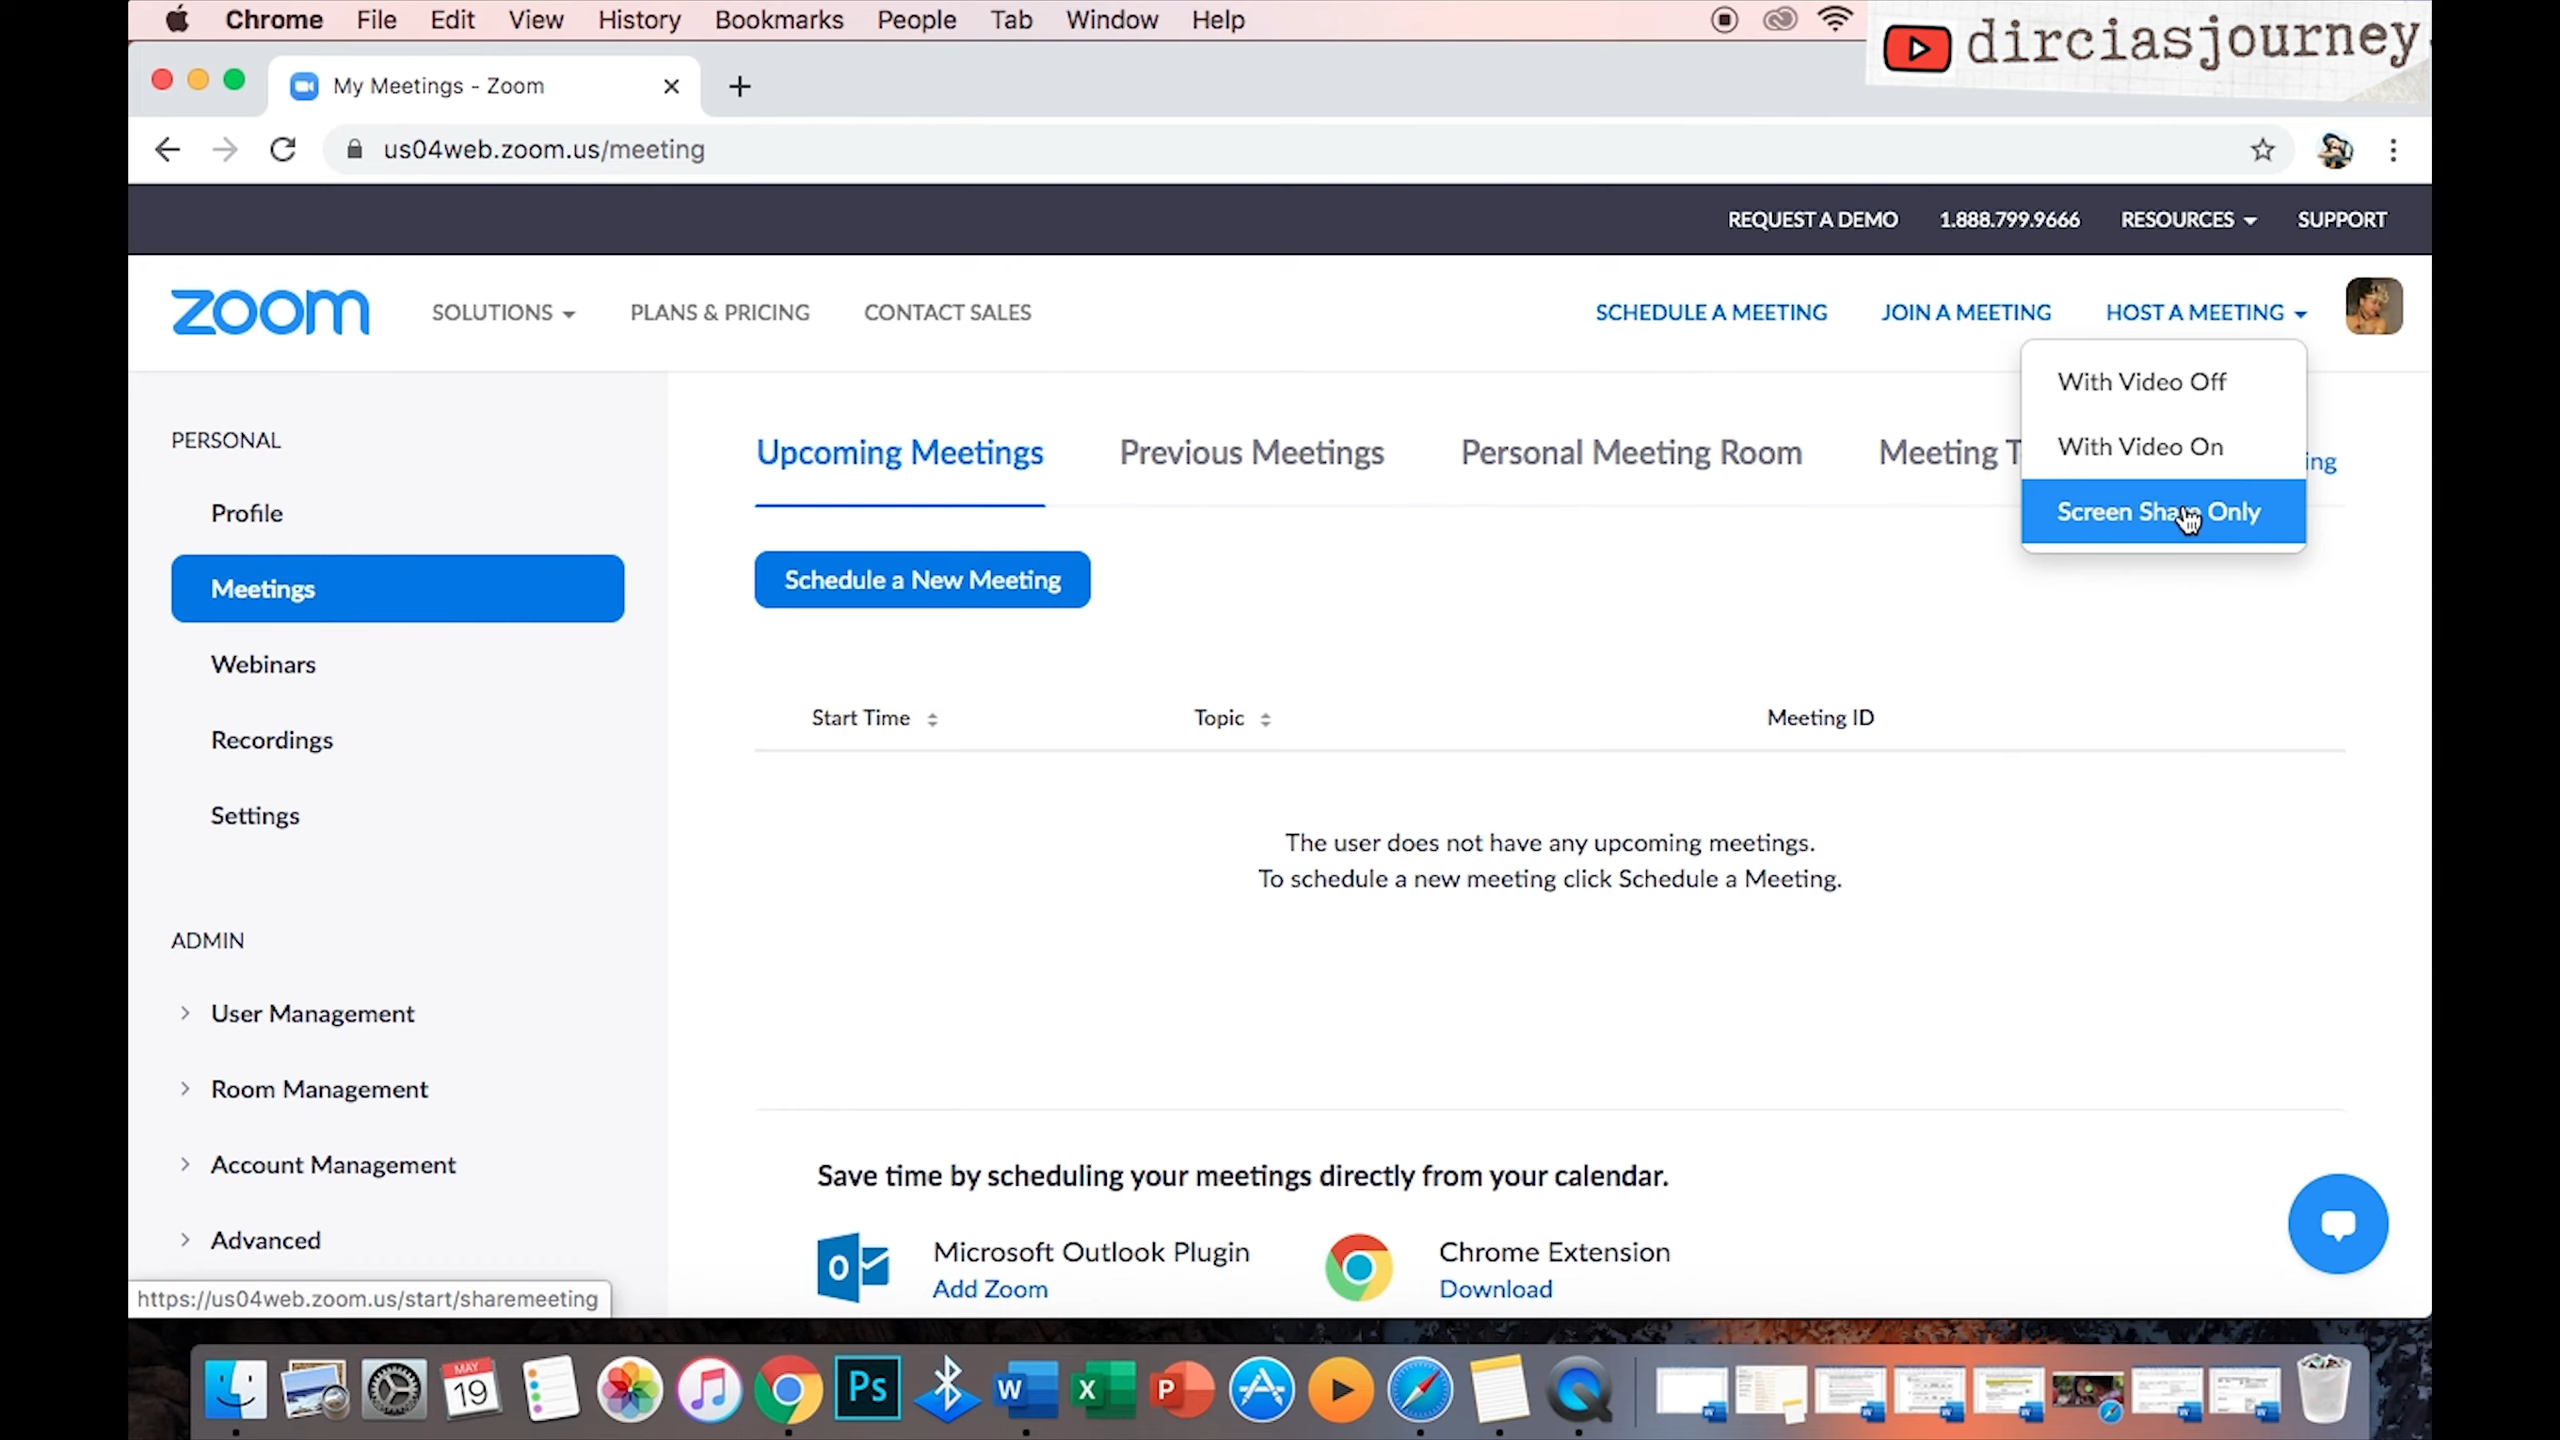 Chrome File Edit View History Bookmarks People Tab Window Help
dirciasjourney
My Meetings - Zoom
us04web.zoom.us/meeting
REQUEST A DEMO 1.888.799.9666 RESOURCES SUPPORT
zoom SOLUTIONS PLANS & PRICING CONTACT SALES SCHEDULE A MEETING JOIN A MEETING HOST A MEETING
With Video Off
With Video On
Screen Share Only
PERSONAL
Profile
Meetings
Webinars
Recordings
Settings
ADMIN
User Management
Room Management
Account Management
Advanced
https://us04web.zoom.us/start/sharemeeting
Upcoming Meetings Previous Meetings Personal Meeting Room Meeting T ing
Schedule a New Meeting
Start Time Topic Meeting ID
The user does not have any upcoming meetings.
To schedule a new meeting click Schedule a Meeting.
Save time by scheduling your meetings directly from your calendar.
Microsoft Outlook Plugin
Add Zoom
Chrome Extension
Download
MAY
19
Ps
W
X
P